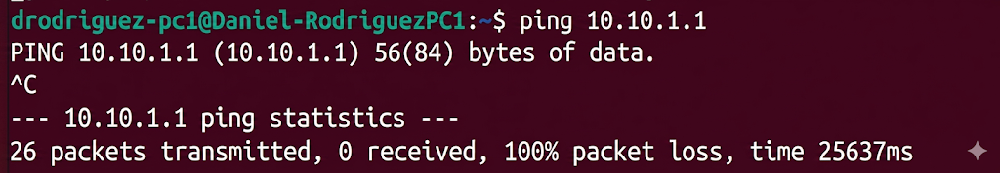 drodriguez-pc1@Daniel-RodriguezPC1:~$ ping 10.10.1.1
PING 10.10.1.1 (10.10.1.1) 56(84) bytes of data.
^C
--- 10.10.1.1 ping statistics ---
26 packets transmitted, 0 received, 100% packet loss, time 25637ms